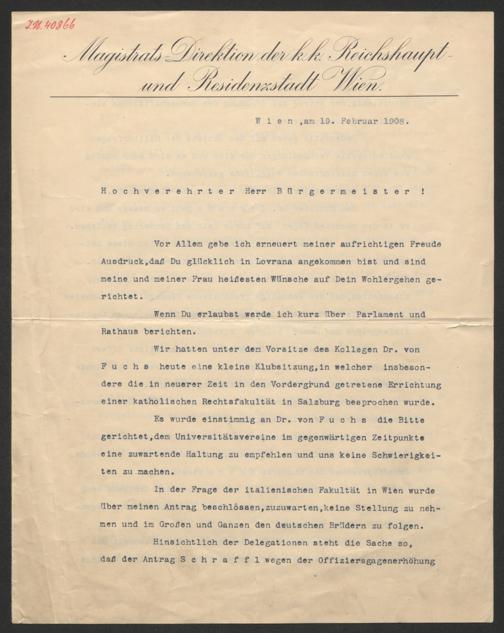 I.N. 40866
Magistrats-Direktion der k. k. Reichshaupt-
und Residenzstadt Wien.
W i e n ,am 19. Februar 1908.
H o c h v e r e h r t e r Herr B ü r g e r m e i s t e r !
Vor Allem gebe ich erneuert meiner aufrichtigen Freude
Ausdruck,daß Du glücklich in Lovrana angekommen bist und sind
meine und meiner Frau heißesten Wünsche auf Dein Wohlergehen ge-
richtet.
Wenn Du erlaubst werde ich kurz über Parlament und
Rathaus berichten.
Wir hatten unter dem Vorsitze des Kollegen Dr. von
F u c h s heute eine kleine Klubsitzung,in welcher insbeson-
dere die in neuerer Zeit in den Vordergrund getretene Errichtung
einer katholischen Rechtsfakultät in Salzburg besprochen wurde.
Es wurde einstimmig an Dr. von F u c h s die Bitte
gerichtet,dem Universitätsvereine im gegenwärtigen Zeitpunkte
eine zuwartende Haltung zu empfehlen und uns keine Schwierigkei-
ten zu machen.
In der Frage der italienischen Fakultät in Wien wurde
über meinen Antrag beschlossen,zuzuwarten,keine Stellung zu neh-
men und im Großen und Ganzen den deutschen Brüdern zu folgen.
Hinsichtlich der Delegationen steht die Sache so,
daß der Antrag S c h r a f f l wegen der Offiziersgagenerhöhung